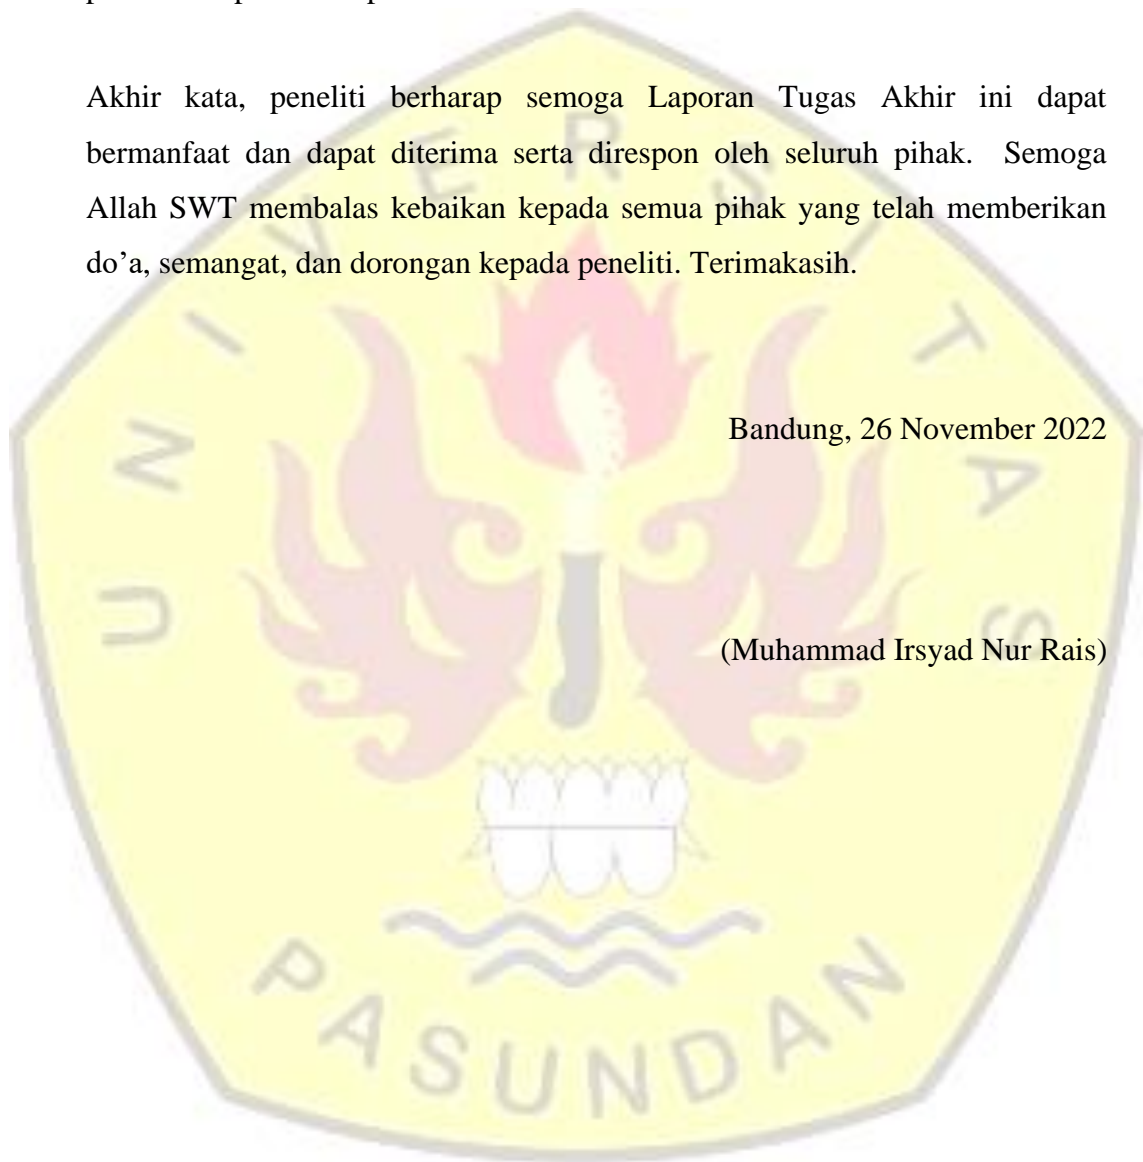 Akhir kata, peneliti berharap semoga Laporan Tugas Akhir ini dapat
bermanfaat dan dapat diterima serta direspon oleh seluruh pihak. Semoga
Allah SWT membalas kebaikan kepada semua pihak yang telah memberikan
do’a, semangat, dan dorongan kepada peneliti. Terimakasih.
Bandung, 26 November 2022
(Muhammad Irsyad Nur Rais)
UNIVERSITAS
PASUNDAN